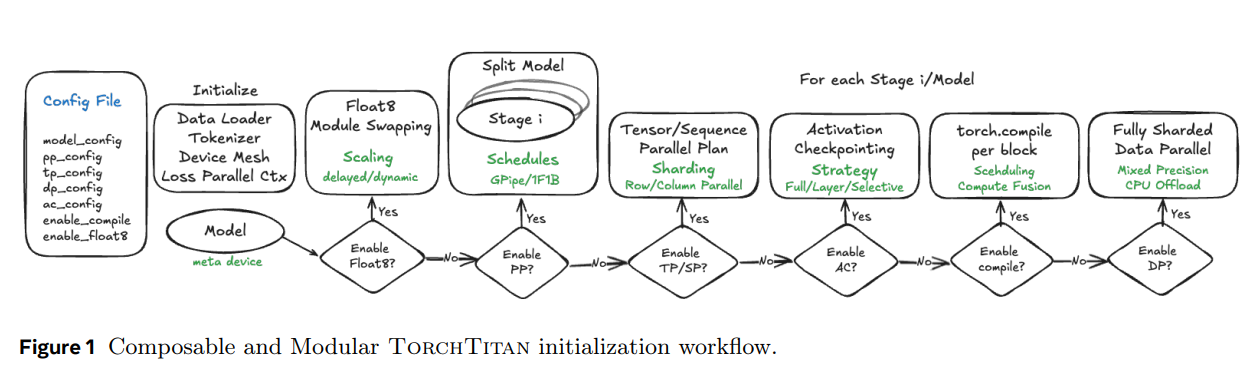 Config File
model_config
pp_config
tp_config
dp_config
ac_config
enable_compile
enable_float8
Initialize
Data Loader
Tokenizer
Device Mesh
Loss Parallel Ctx
Model
meta device
Float8
Module Swapping
Scaling
delayed/dynamic
Yes
Enable
Float8?
No
Split Model
Stage i
Schedules
GPipe/1F1B
Yes
Enable
PP?
No
For each Stage i/Model
Tensor/Sequence
Parallel Plan
Sharding
Row/Column Parallel
Yes
Enable
TP/SP?
No
Activation
Checkpointing
Strategy
Full/Layer/Selective
Yes
Enable
AC?
No
torch.compile
per block
Scehduling
Compute Fusion
Yes
Enable
compile?
No
Fully Sharded
Data Parallel
Mixed Precision
CPU Offload
Yes
Enable
DP?
Figure 1 Composable and Modular TORCHTITAN initialization workflow.